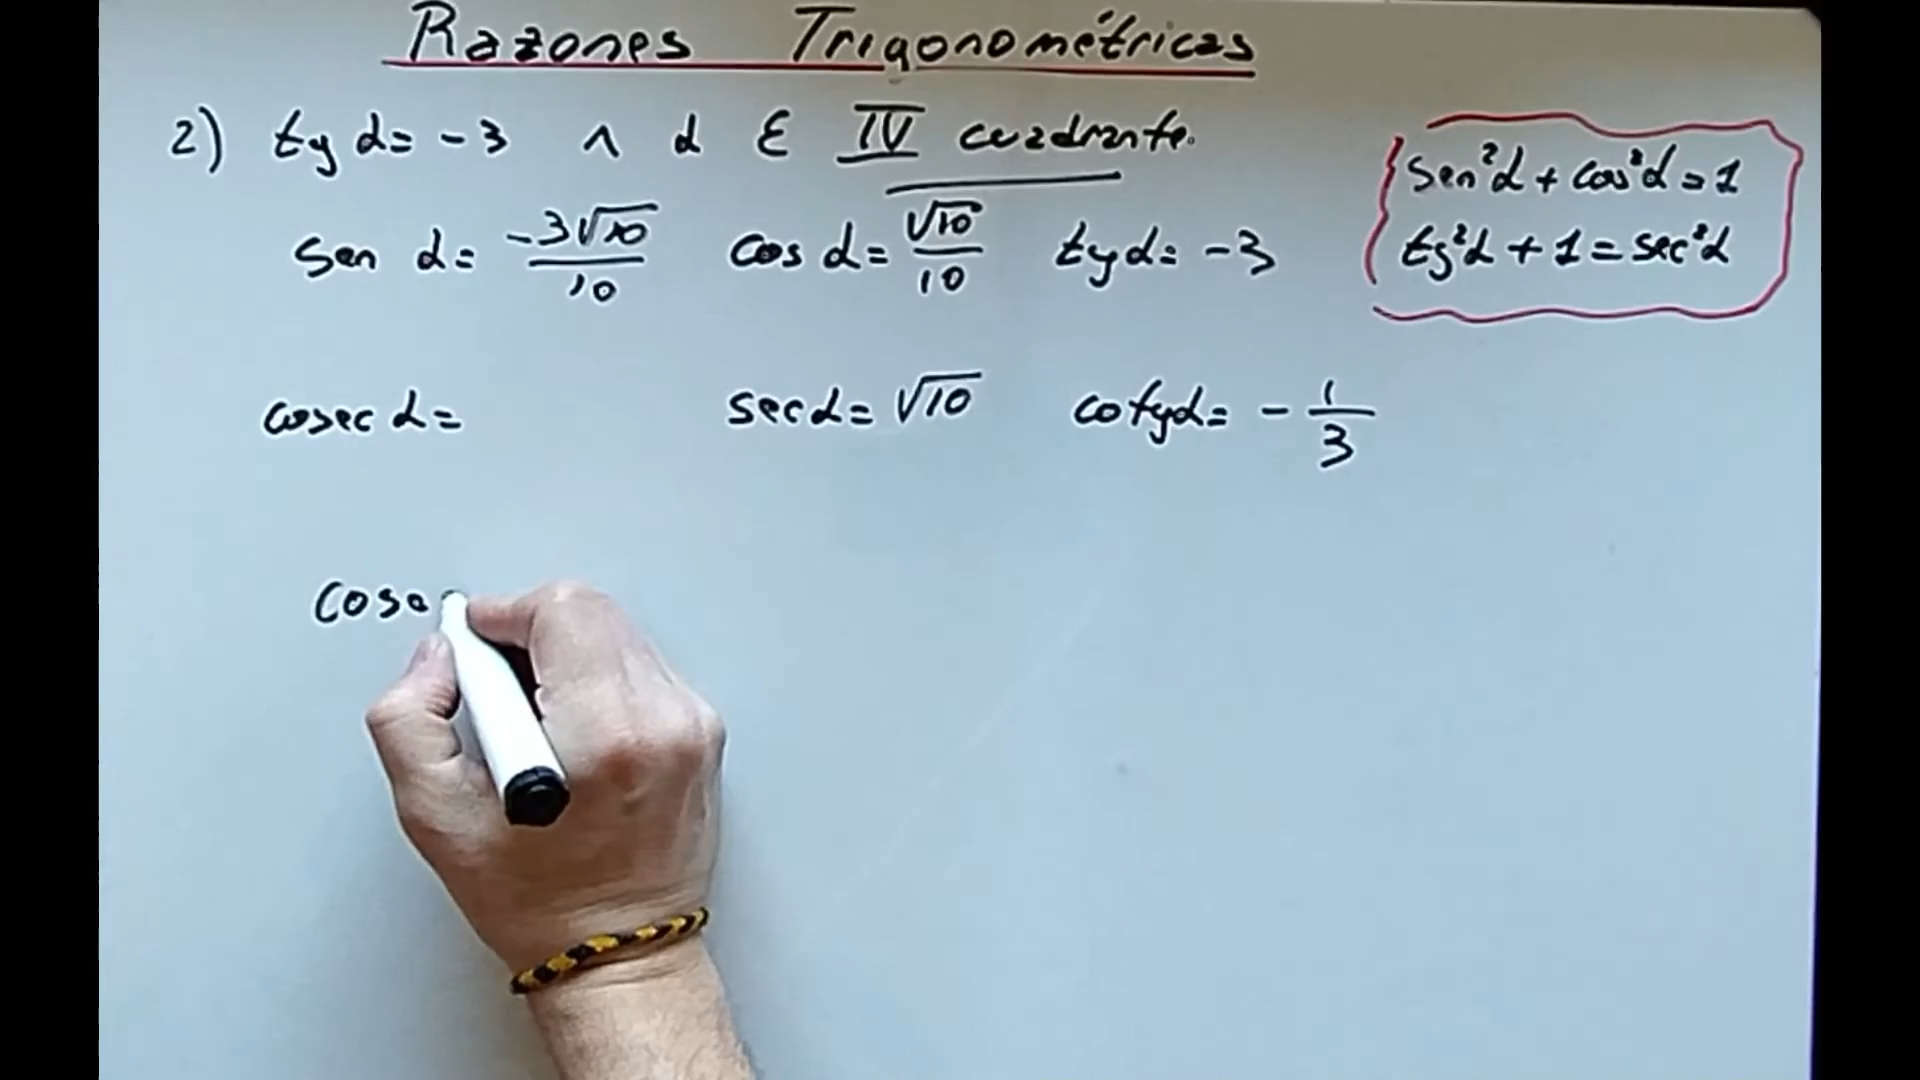 Razones Trigonométricas
2) tg α = -3 ∧ α ∈ IV cuadrante.
sen²α + cos²α = 1
tg²α + 1 = sec²α
sen α = -3√10/10 cos α = √10/10 tg α = -3
cosec α = sec α = √10 cotg α = - 1/3
cose